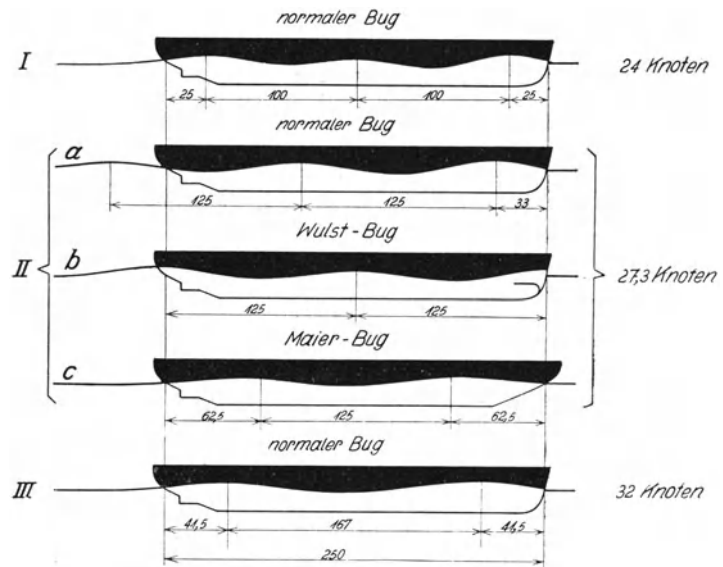 normaler Bug
I
24 Knoten
25 100 100 25
normaler Bug
a
125 125 33
Wulst-Bug
II
b
27,3 Knoten
125 125
Maier-Bug
c
62,5 125 62,5
normaler Bug
III
32 Knoten
41,5 167 41,5
250